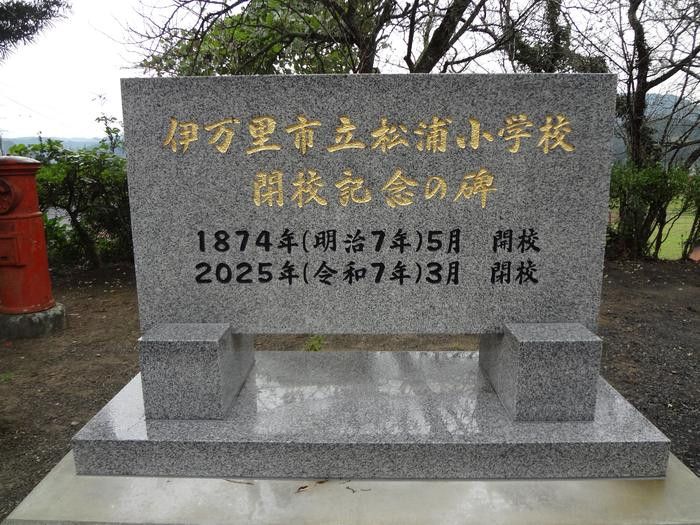 伊万里市立松浦小学校
閉校記念の碑
1874年(明治7年)5月 開校
2025年(令和7年)3月 閉校